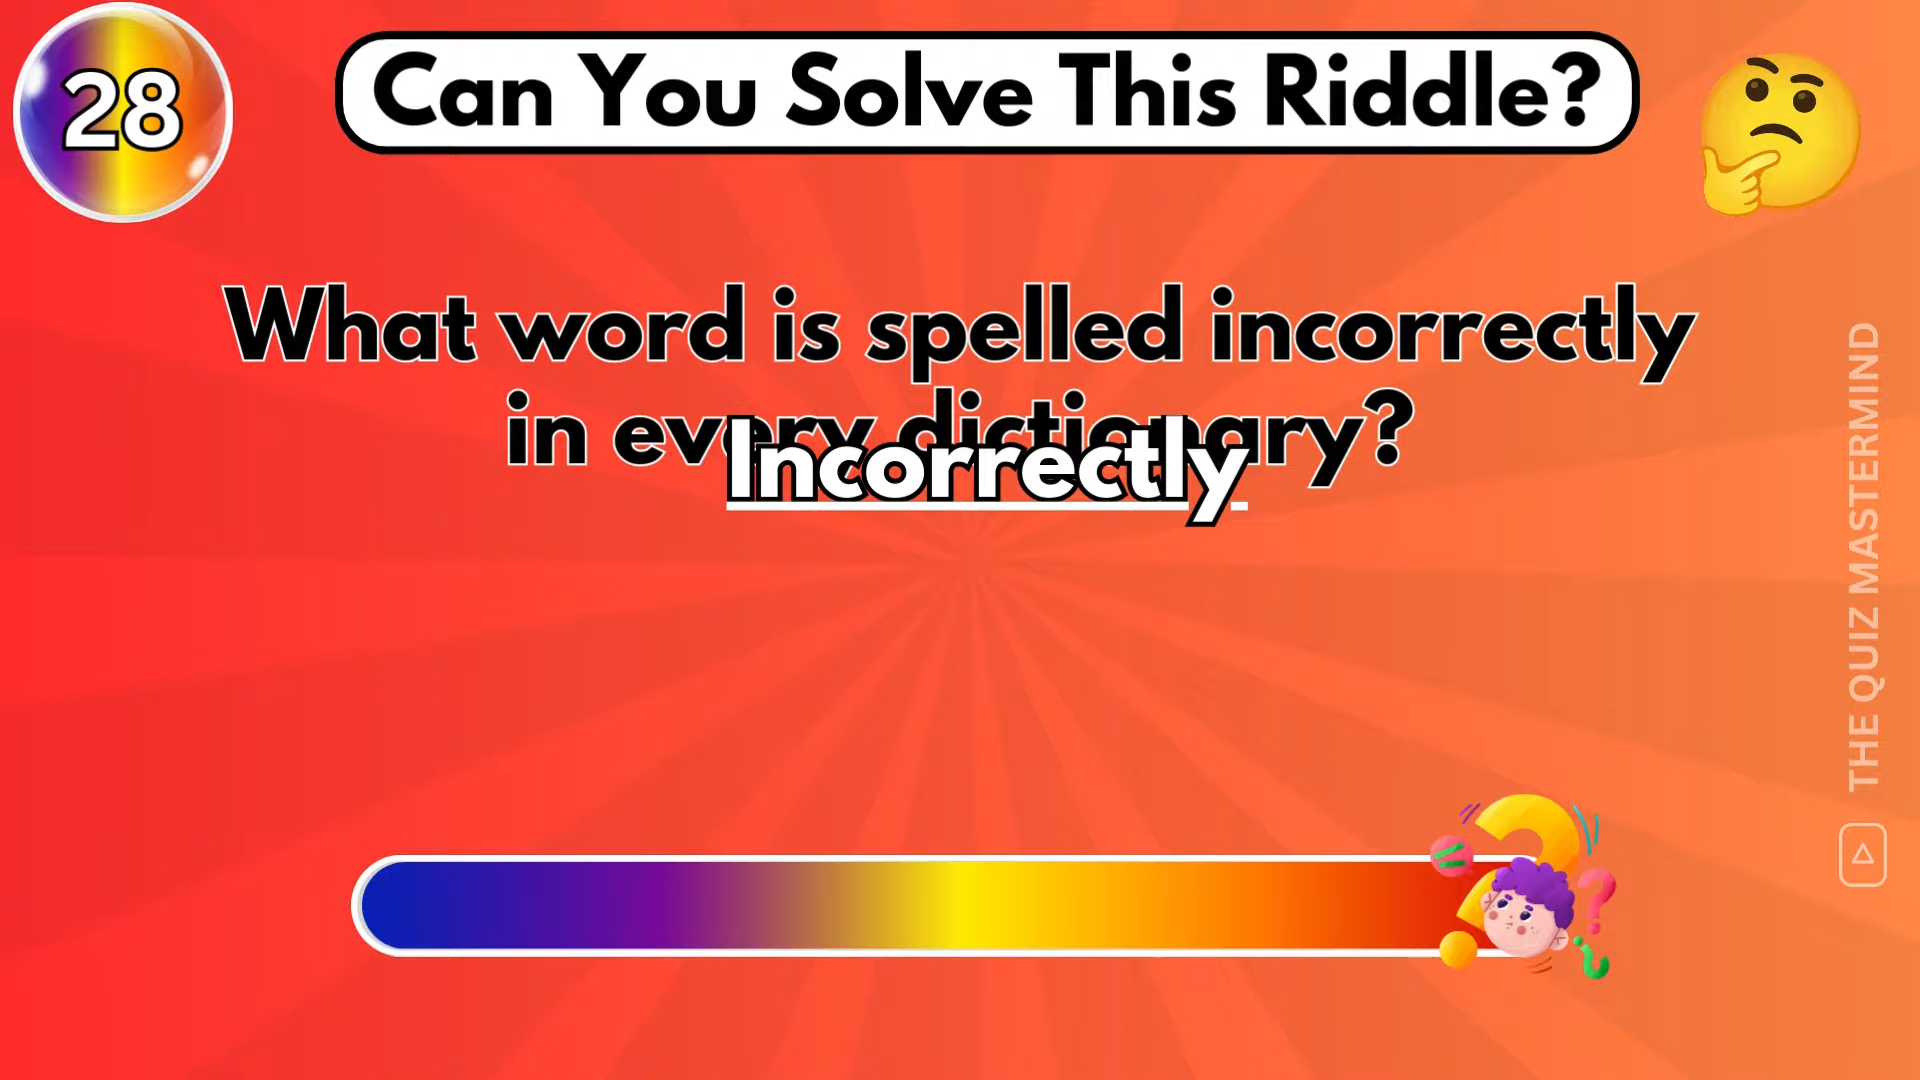 28
Can You Solve This Riddle?
What word is spelled incorrectly
in every dictionary?
Incorrectly
THE QUIZ MASTERMIND